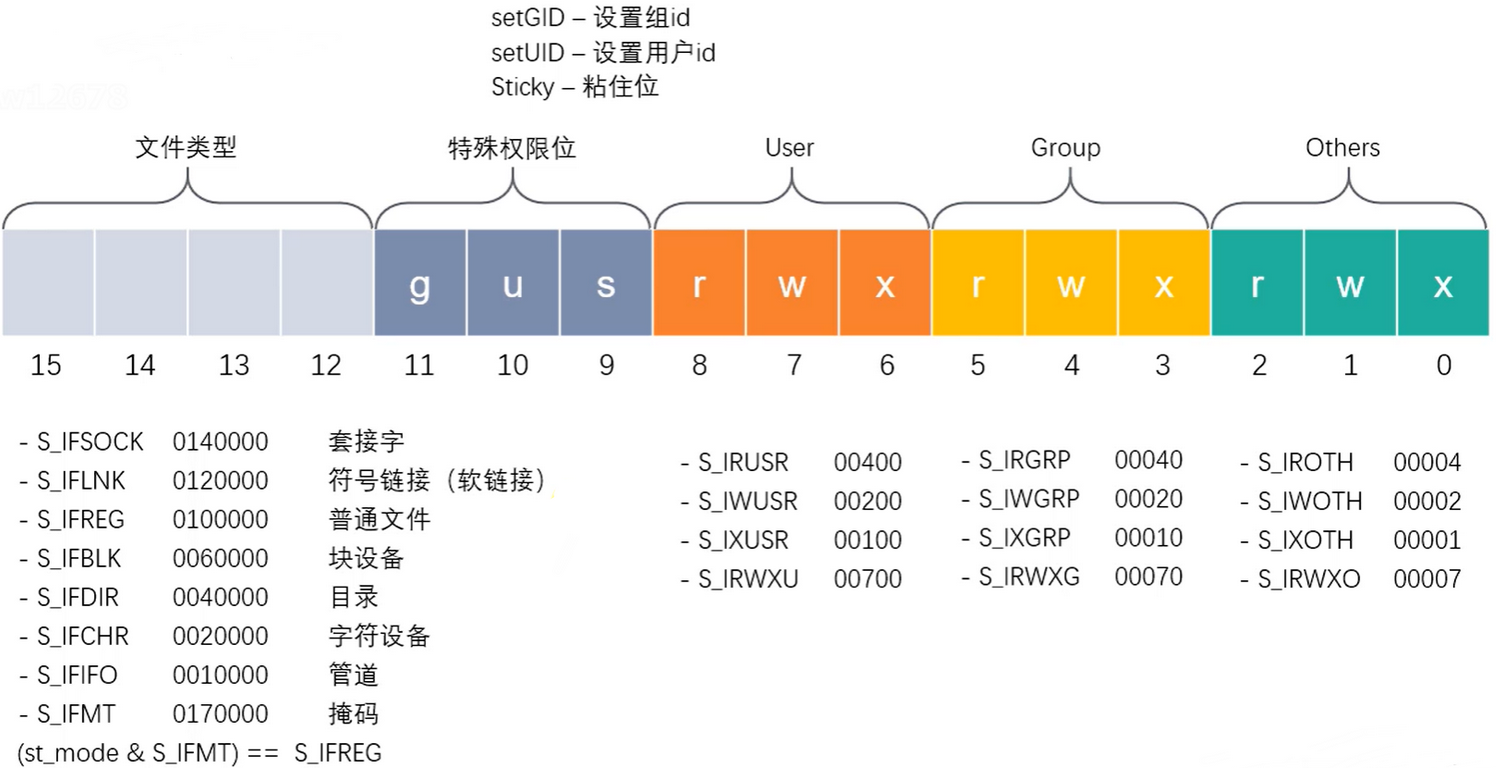 setGID – 设置组id
setUID – 设置用户id
Sticky – 粘住位
文件类型 特殊权限位 User Group Others
g u s r w x r w x r w x
15 14 13 12 11 10 9 8 7 6 5 4 3 2 1 0
- S_IFSOCK 0140000 套接字
- S_IFLNK 0120000 符号链接（软链接）
- S_IFREG 0100000 普通文件
- S_IFBLK 0060000 块设备
- S_IFDIR 0040000 目录
- S_IFCHR 0020000 字符设备
- S_IFIFO 0010000 管道
- S_IFMT 0170000 掩码
(st_mode & S_IFMT) == S_IFREG
- S_IRUSR 00400
- S_IWUSR 00200
- S_IXUSR 00100
- S_IRWXU 00700
- S_IRGRP 00040
- S_IWGRP 00020
- S_IXGRP 00010
- S_IRWXG 00070
- S_IROTH 00004
- S_IWOTH 00002
- S_IXOTH 00001
- S_IRWXO 00007